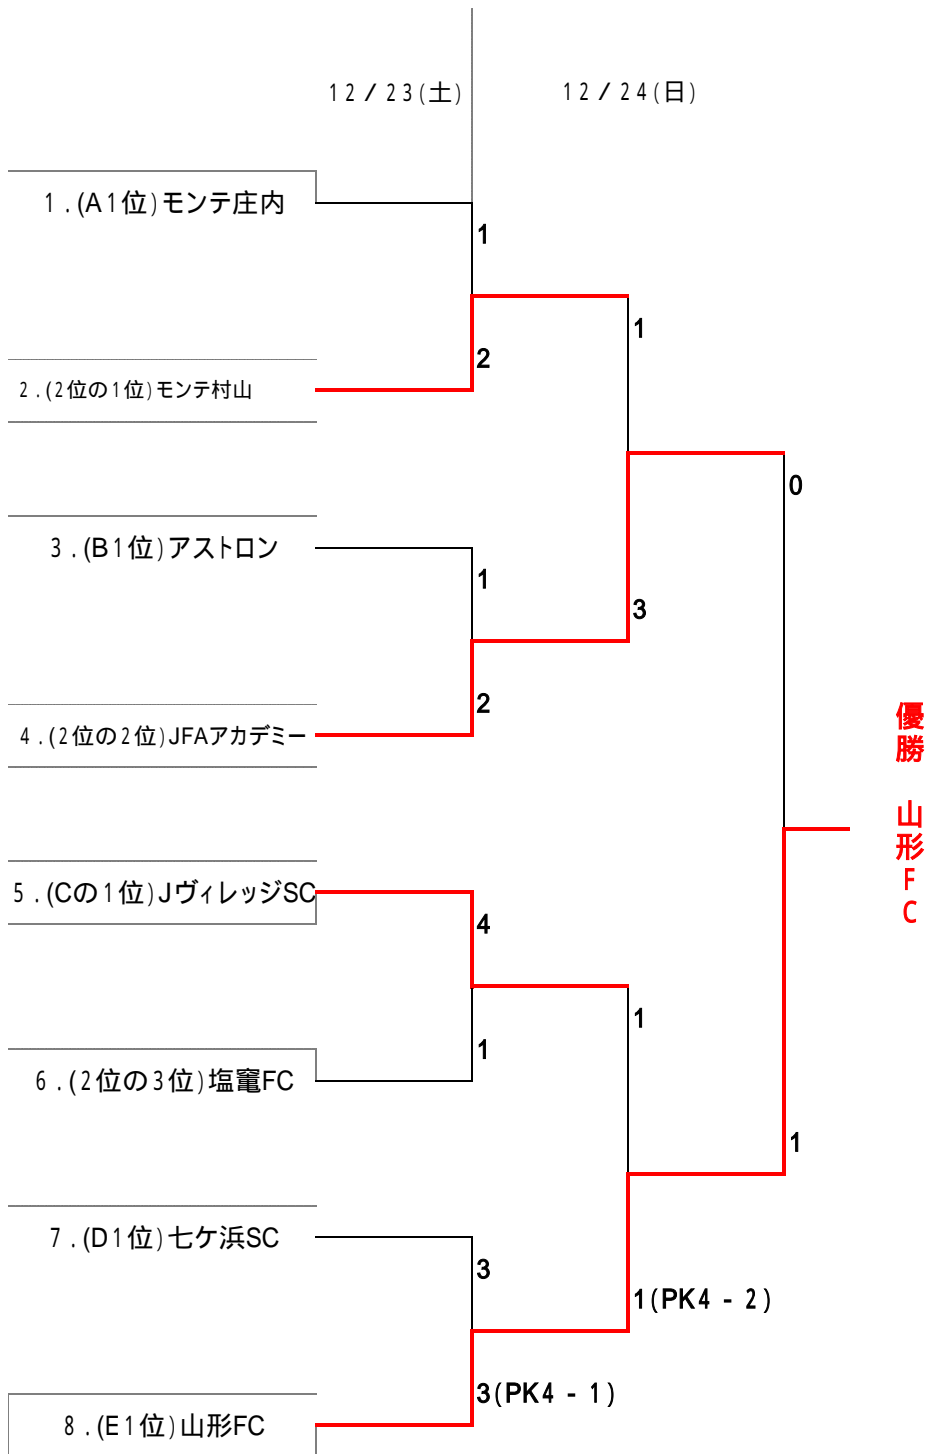 12/23(土)
12/24(日)
1.(A1位)モンテ庄内
1
1
2
2.(2位の1位)モンテ村山
0
3.(B1位)アストロン
1
3
2
4.(2位の2位)JFAアカデミー
優勝 山形FC
5.(Cの1位)JヴィレッジSC
4
1
1
6.(2位の3位)塩竈FC
1
7.(D1位)七ケ浜SC
3
1(PK4-2)
3(PK4-1)
8.(E1位)山形FC